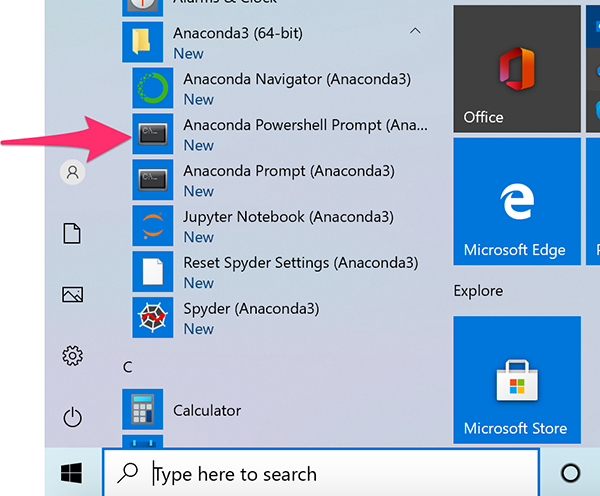 Alarms & Clock
Anaconda3 (64-bit)
New
Anaconda Navigator (Anaconda3)
New
Anaconda Powershell Prompt (Ana...
New
Anaconda Prompt (Anaconda3)
New
Jupyter Notebook (Anaconda3)
New
Reset Spyder Settings (Anaconda3)
New
Spyder (Anaconda3)
New
C
Calculator
Office
Microsoft Edge
Explore
Microsoft Store
Type here to search